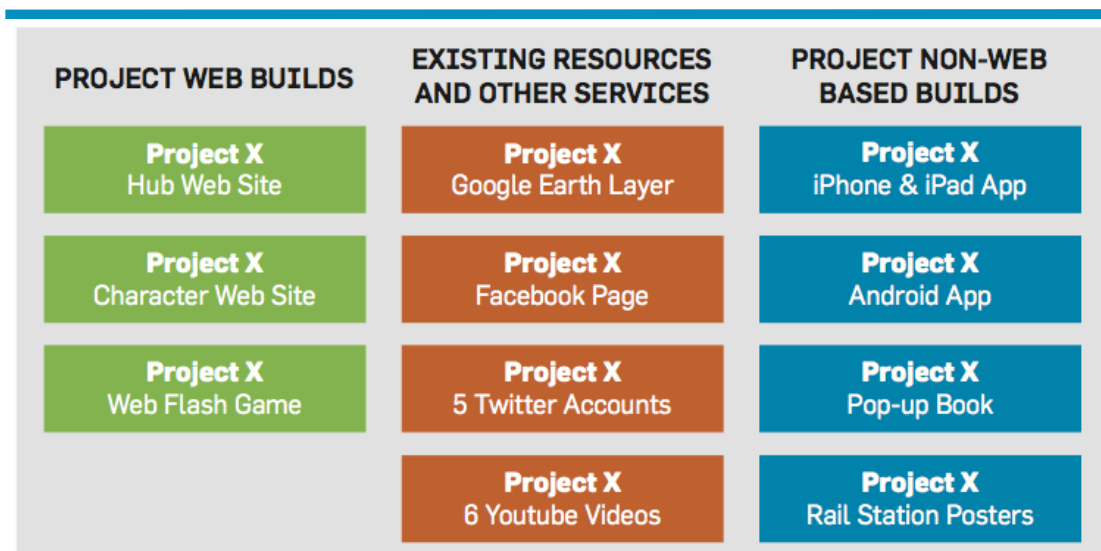 PROJECT WEB BUILDS
Project X
Hub Web Site
Project X
Character Web Site
Project X
Web Flash Game
EXISTING RESOURCES
AND OTHER SERVICES
Project X
Google Earth Layer
Project X
Facebook Page
Project X
5 Twitter Accounts
Project X
6 Youtube Videos
PROJECT NON-WEB
BASED BUILDS
Project X
iPhone & iPad App
Project X
Android App
Project X
Pop-up Book
Project X
Rail Station Posters